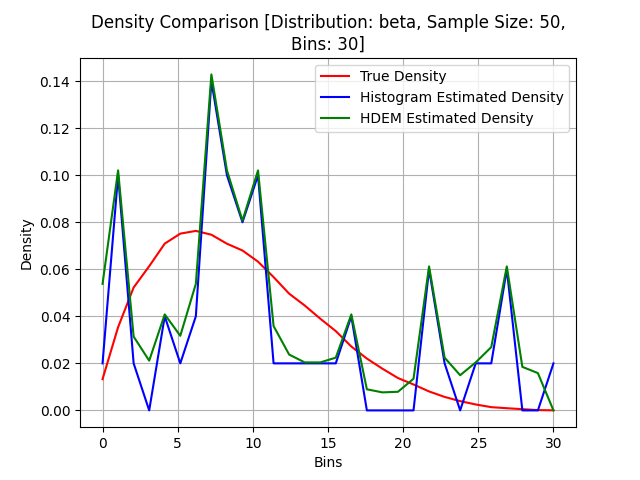 Density Comparison [Distribution: beta, Sample Size: 50,
Bins: 30]
True Density
Histogram Estimated Density
HDEM Estimated Density
Density
0.14
0.12
0.10
0.08
0.06
0.04
0.02
0.00
0 5 10 15 20 25 30
Bins